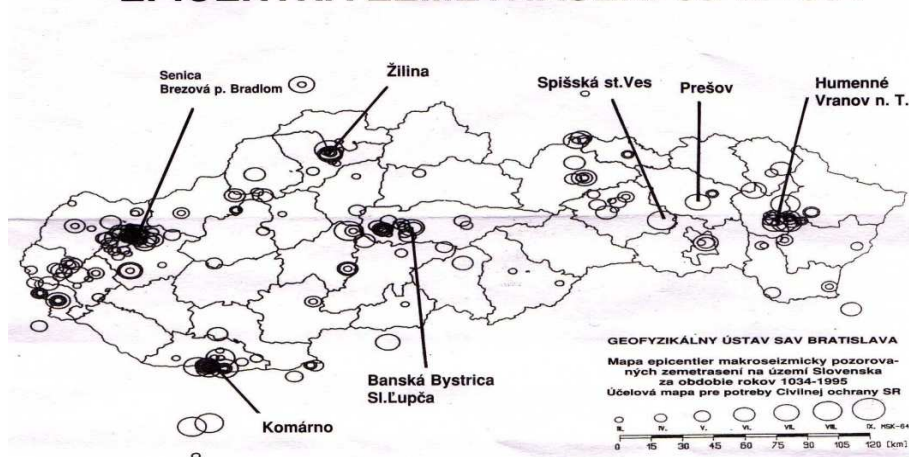 Senica
Brezová p. Bradlom
Žilina
Spišská st.Ves
Prešov
Humenné
Vranov n. T.
Banská Bystrica
Sl.Ľupča
Komárno
GEOFYZIKÁLNY ÚSTAV SAV BRATISLAVA
Mapa epicentier makroseizmicky pozorova-
ných zemetrasení na území Slovenska
za obdobie rokov 1034-1995
Účelová mapa pre potreby Civilnej ochrany SR
III. IV. V. VI. VII. VIII. IX. MSK-64
0 15 30 45 60 75 90 105 120 [km]